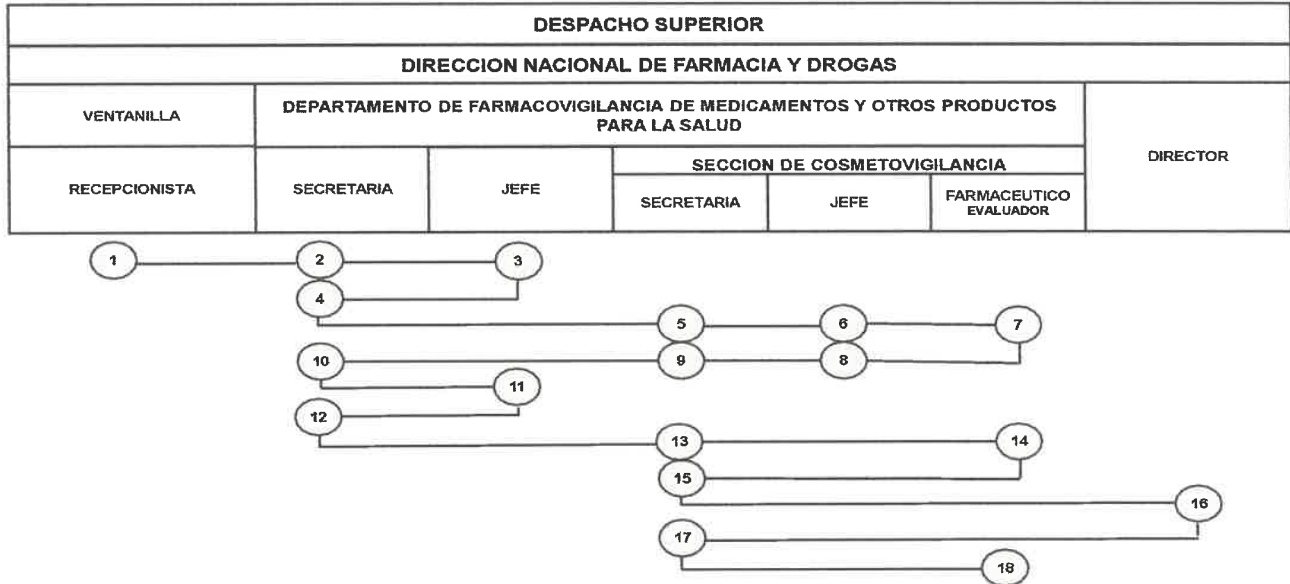 DESPACHO SUPERIOR
DIRECCION NACIONAL DE FARMACIA Y DROGAS
VENTANILLA
DEPARTAMENTO DE FARMACOVIGILANCIA DE MEDICAMENTOS Y OTROS PRODUCTOS
PARA LA SALUD
DIRECTOR
RECEPCIONISTA
SECRETARIA
JEFE
SECCION DE COSMETOVIGILANCIA
SECRETARIA
JEFE
FARMACEUTICO
EVALUADOR
1
2
3
4
5
6
7
10
9
8
11
12
13
14
15
16
17
18